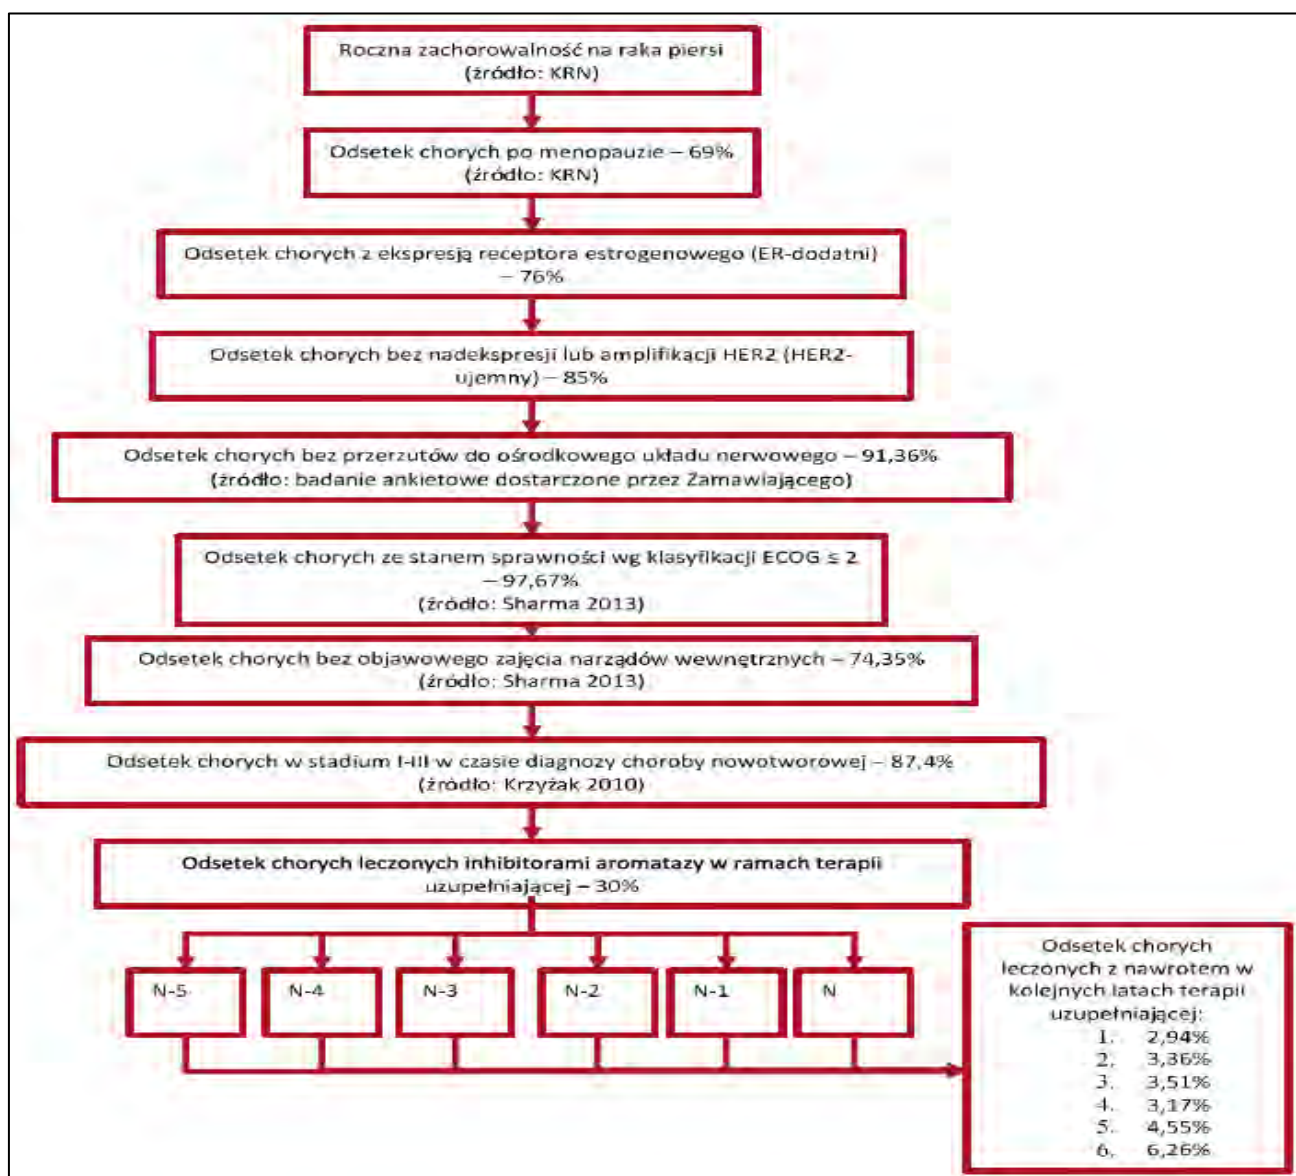 Roczna zachorowalność na raka piersi
(źródło: KRN)
Odsetek chorych po menopauzie – 69%
(źródło: KRN)
Odsetek chorych z ekspresją receptora estrogenowego (ER-dodatni)
– 76%
Odsetek chorych bez nadekspresji lub amplifikacji HER2 (HER2-
ujemny) – 85%
Odsetek chorych bez przerzutów do ośrodkowego układu nerwowego – 91,36%
(źródło: badanie ankietowe dostarczone przez Zamawiającego)
Odsetek chorych ze stanem sprawności wg klasyfikacji ECOG ≤ 2
– 97,67%
(źródło: Sharma 2013)
Odsetek chorych bez objawowego zajęcia narządów wewnętrznych – 74,35%
(źródło: Sharma 2013)
Odsetek chorych w stadium I-III w czasie diagnozy choroby nowotworowej – 87,4%
(źródło: Krzyżak 2010)
Odsetek chorych leczonych inhibitorami aromatazy w ramach terapii
uzupełniającej – 30%
N-5
N-4
N-3
N-2
N-1
N
Odsetek chorych
leczonych z nawrotem w
kolejnych latach terapii
uzupełniającej:
1. 2,94%
2. 3,36%
3. 3,51%
4. 3,17%
5. 4,55%
6. 6,26%